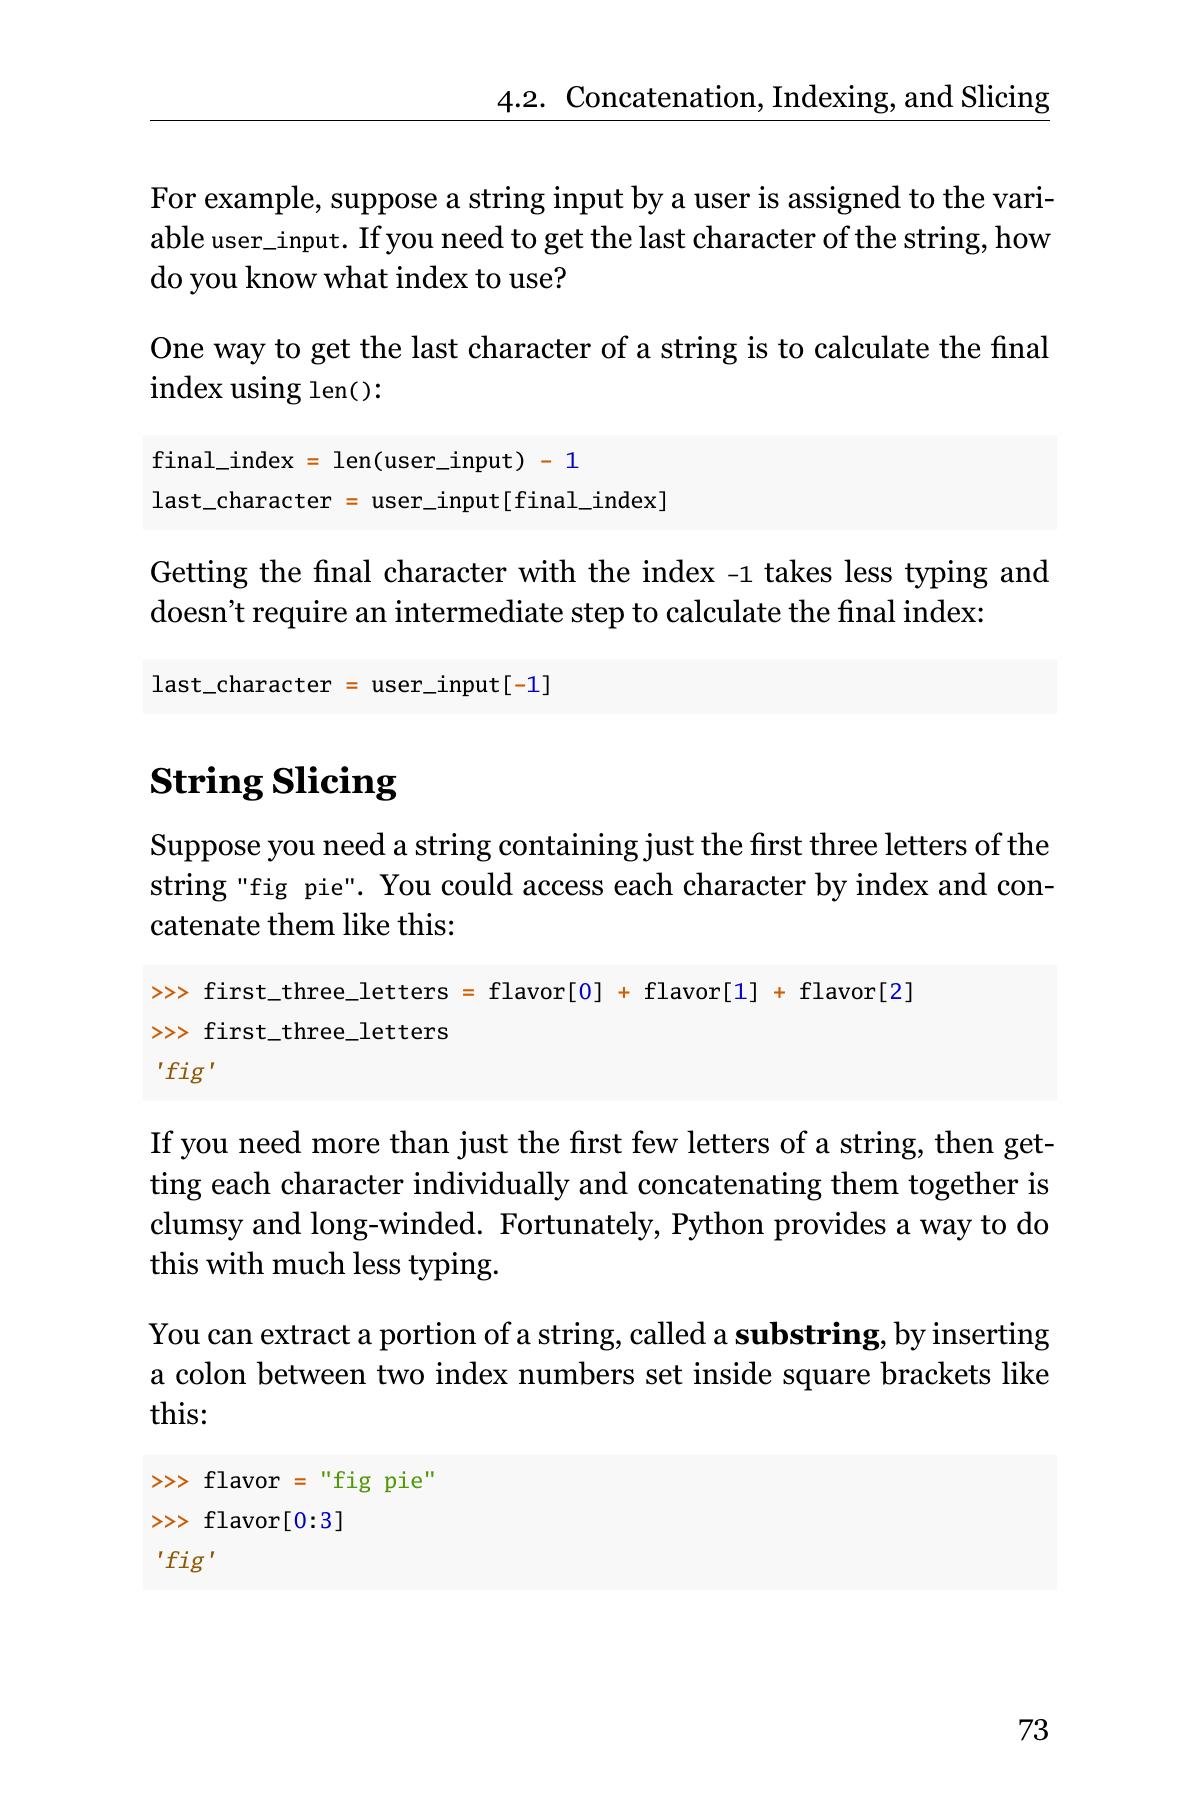 4.2. Concatenation, Indexing, and Slicing
For example, suppose a string input by a user is assigned to the vari-
able user_input. If you need to get the last character of the string, how
do you know what index to use?
One way to get the last character of a string is to calculate the final
index using len():
final_index = len(user_input) - 1
last_character = user_input[final_index]
Getting the final character with the index -1 takes less typing and
doesn’t require an intermediate step to calculate the final index:
last_character = user_input[-1]
String Slicing
Suppose you need a string containing just the first three letters of the
string "fig pie". You could access each character by index and con-
catenate them like this:
>>> first_three_letters = flavor[0] + flavor[1] + flavor[2]
>>> first_three_letters
'fig'
If you need more than just the first few letters of a string, then get-
ting each character individually and concatenating them together is
clumsy and long-winded. Fortunately, Python provides a way to do
this with much less typing.
You can extract a portion of a string, called a substring, by inserting
a colon between two index numbers set inside square brackets like
this:
>>> flavor = "fig pie"
>>> flavor[0:3]
'fig'
73